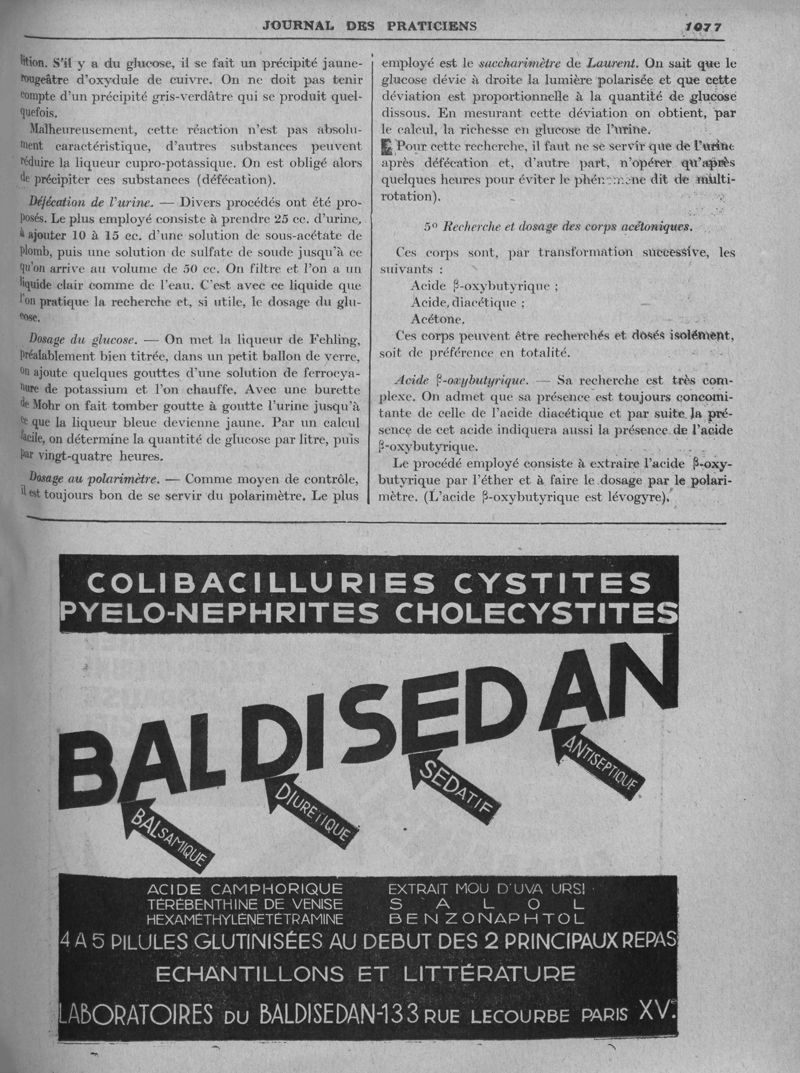 JOURNAL DES PRATICIENS 1077
lition. S'il y a du glucose, il se fait un précipité jaune-
rougeâtre d'oxydule de cuivre. On ne doit pas tenir
compte d'un précipité gris-verdâtre qui se produit quel-
quefois.
Malheureusement, cette réaction n'est pas absolu-
ment caractéristique, d'autres substances peuvent
réduire la liqueur cupro-potassique. On est obligé alors
de précipiter ces substances (défécation).
Défécation de l'urine. — Divers procédés ont été pro-
posés. Le plus employé consiste à prendre 25 cc. d'urine,
à ajouter 10 à 15 cc. d'une solution de sous-acétate de
plomb, puis une solution de sulfate de soude jusqu'à ce
qu'on arrive au volume de 50 cc. On filtre et l'on a un
liquide clair comme de l'eau. C'est avec ce liquide que
l'on pratique la recherche et, si utile, le dosage du glu-
cose.
Dosage du glucose. — On met la liqueur de Fehling,
préalablement bien titrée, dans un petit ballon de verre,
on ajoute quelques gouttes d'une solution de ferrocya-
nure de potassium et l'on chauffe. Avec une burette
de Mohr on fait tomber goutte à goutte l'urine jusqu'à
ce que la liqueur bleue devienne jaune. Par un calcul
facile, on détermine la quantité de glucose par litre, puis
par vingt-quatre heures.
Dosage au polarimètre. — Comme moyen de contrôle,
il est toujours bon de se servir du polarimètre. Le plus
employé est le saccharimètre de Laurent. On sait que le
glucose dévie à droite la lumière polarisée et que cette
déviation est proportionnelle à la quantité de glucose
dissous. En mesurant cette déviation on obtient, par
le calcul, la richesse en glucose de l'urine.
Pour cette recherche, il faut ne se servir que de l'urine
après défécation et, d'autre part, n'opérer qu'après
quelques heures pour éviter le phénomène dit de multi-
rotation).
5° Recherche et dosage des corps acétoniques.
Ces corps sont, par transformation successive, les
suivants :
Acide β-oxybutyrique ;
Acide diacétique ;
Acétone.
Ces corps peuvent être recherchés et dosés isolément,
soit de préférence en totalité.
Acide β-oxybutyrique. — Sa recherche est très com-
plexe. On admet que sa présence est toujours concomi-
tante de celle de l'acide diacétique et par suite la pré-
sence de cet acide indiquera aussi la présence de l'acide
β-oxybutyrique.
Le procédé employé consiste à extraire l'acide β-oxy-
butyrique par l'éther et à faire le dosage par le polari-
mètre. (L'acide β-oxybutyrique est lévogyre).
COLIBACILLURIES CYSTITES
PYELO-NEPHRITES CHOLECYSTITES
BALDISEDAN
BALSAMIQUE
DIURETIQUE
SEDATIF
ANTISEPTIQUE
ACIDE CAMPHORIQUE EXTRAIT MOU D'UVA URSI
TÉRÉBENTHINE DE VENISE SALOL
HEXAMÉTHYLÈNETÉTRAMINE BENZONAPHTOL
4 A 5 PILULES GLUTINISÉES AU DEBUT DES 2 PRINCIPAUX REPAS
ECHANTILLONS ET LITTÉRATURE
LABORATOIRES DU BALDISEDAN-133 RUE LECOURBE PARIS XVe.